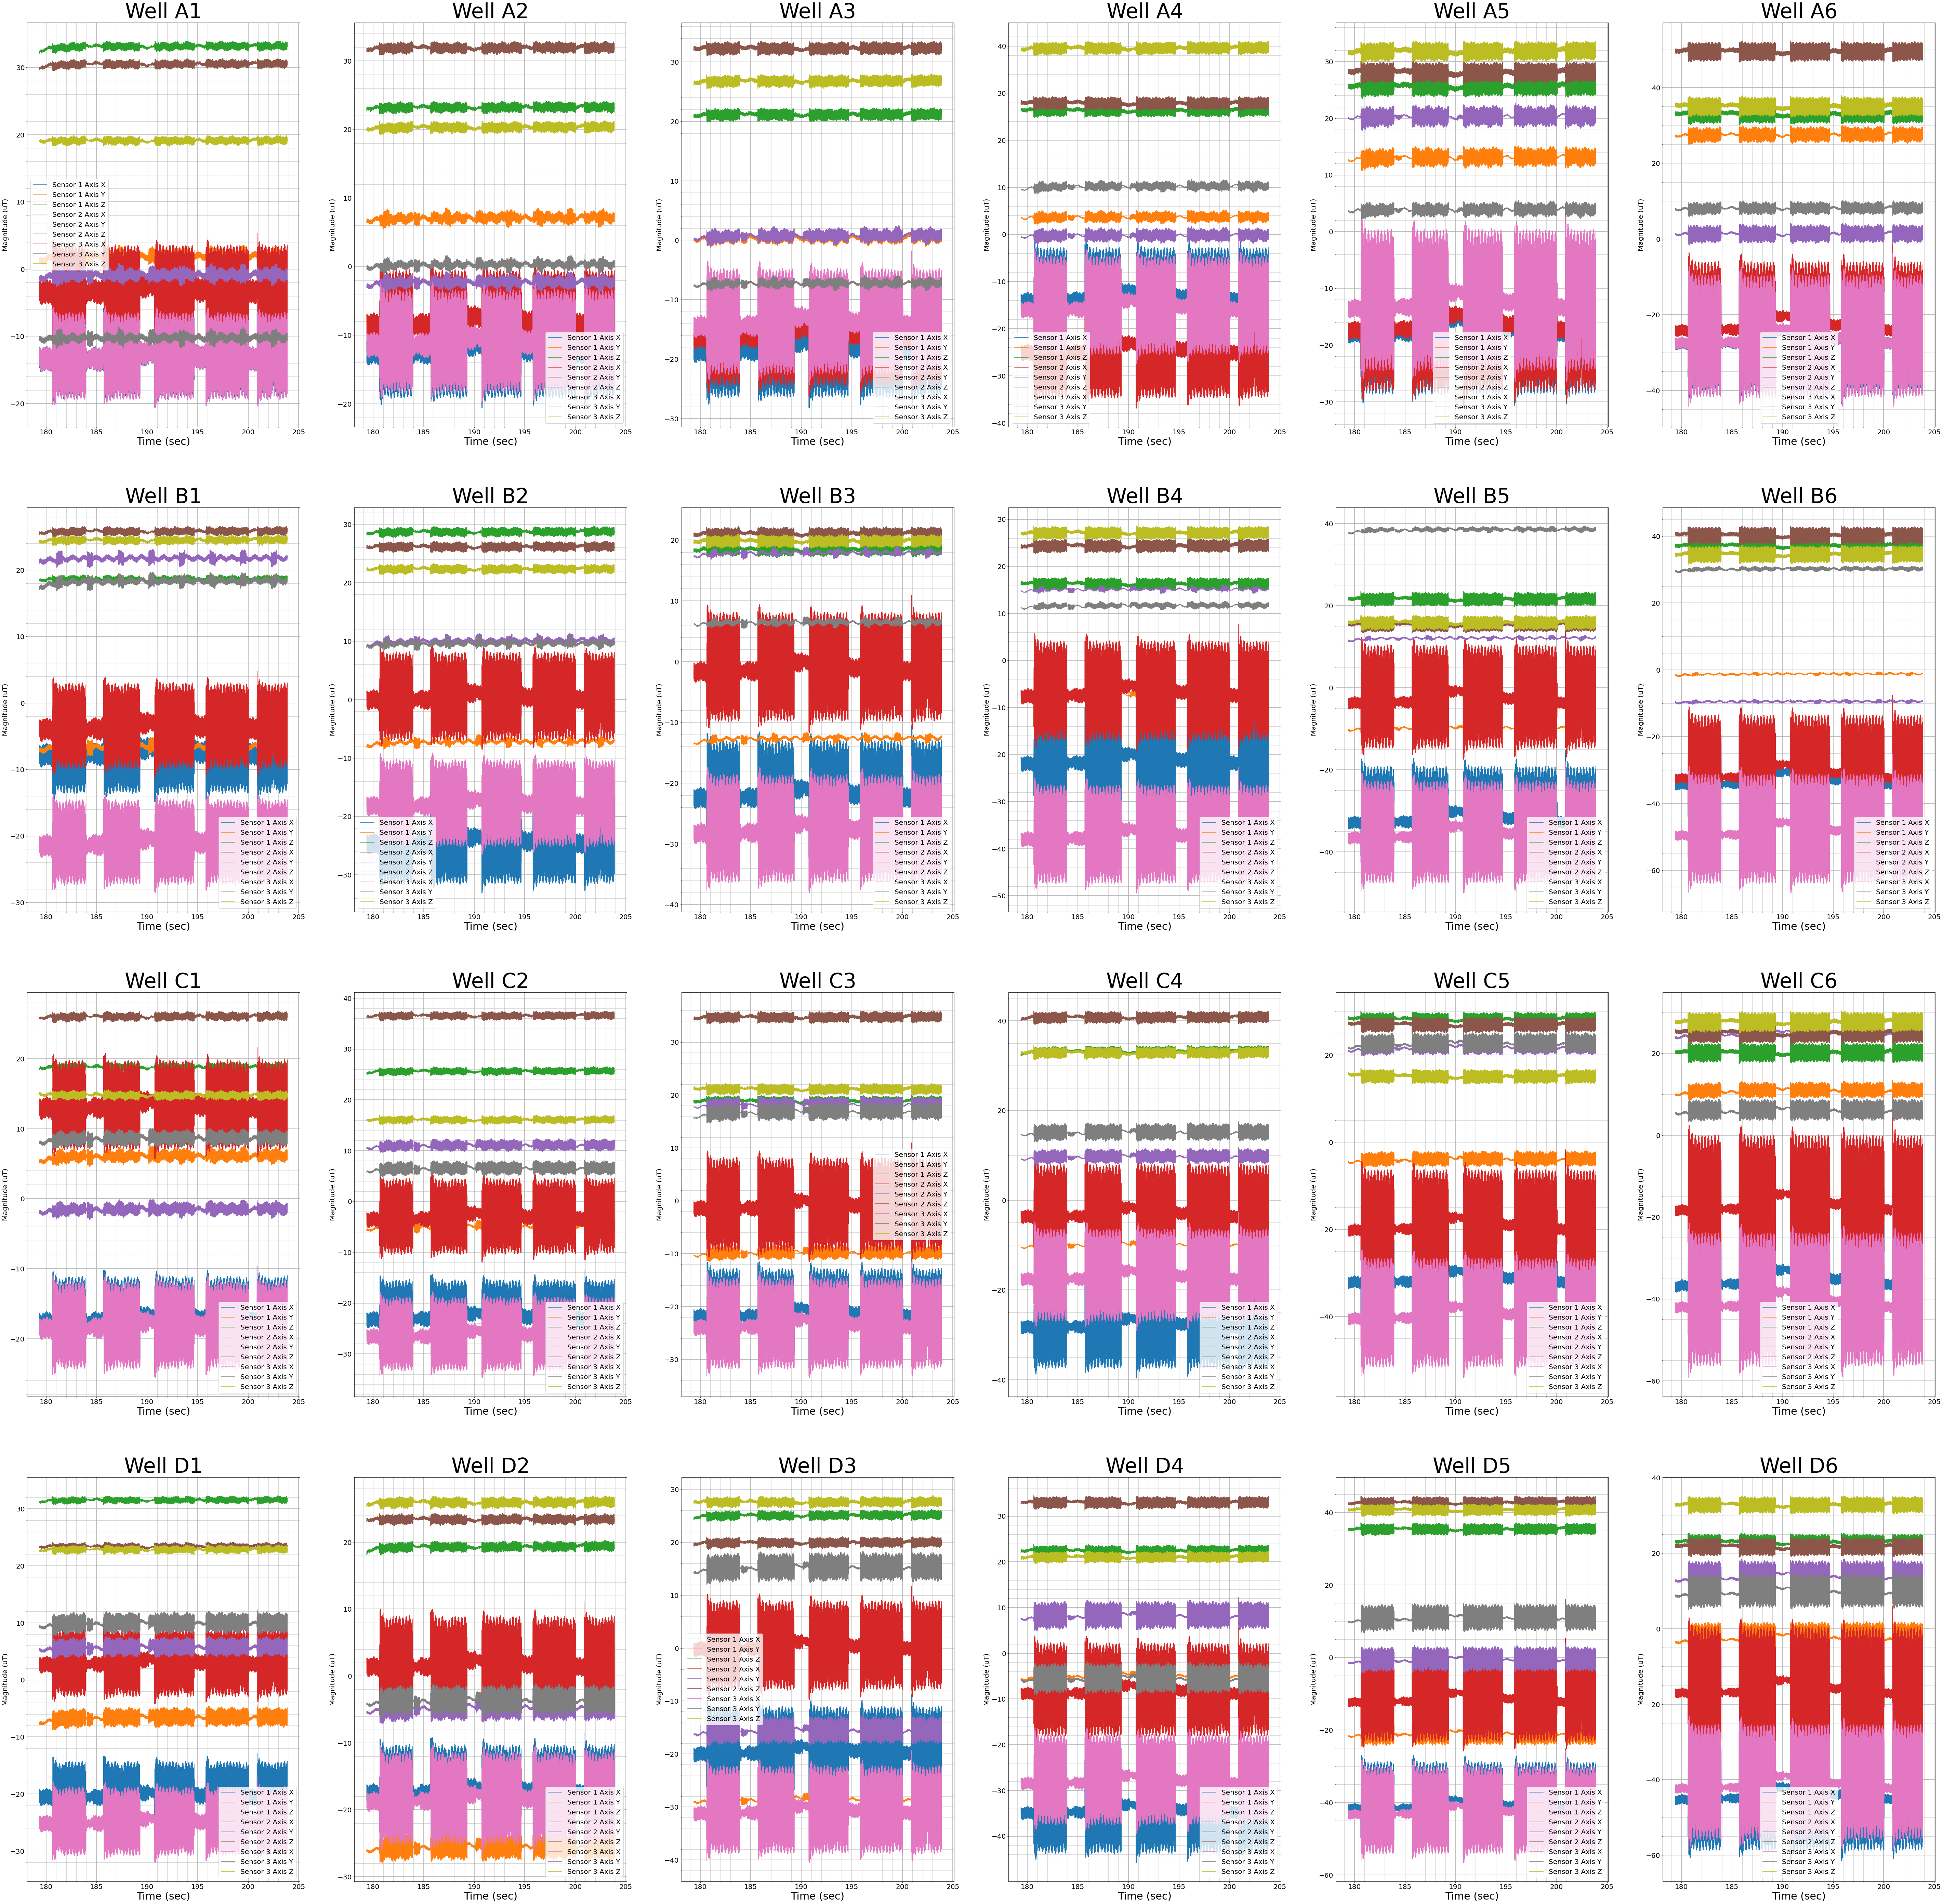 Well A1
Magnitude (uT)
30
20
10
0
−10
−20
Sensor 1 Axis X
Sensor 1 Axis Y
Sensor 1 Axis Z
Sensor 2 Axis X
Sensor 2 Axis Y
Sensor 2 Axis Z
Sensor 3 Axis X
Sensor 3 Axis Y
Sensor 3 Axis Z
180 185 190 195 200 205
Time (sec)
Well A2
Magnitude (uT)
30
20
10
0
−10
−20
Sensor 1 Axis X
Sensor 1 Axis Y
Sensor 1 Axis Z
Sensor 2 Axis X
Sensor 2 Axis Y
Sensor 2 Axis Z
Sensor 3 Axis X
Sensor 3 Axis Y
Sensor 3 Axis Z
180 185 190 195 200 205
Time (sec)
Well A3
Magnitude (uT)
30
20
10
0
−10
−20
−30
Sensor 1 Axis X
Sensor 1 Axis Y
Sensor 1 Axis Z
Sensor 2 Axis X
Sensor 2 Axis Y
Sensor 2 Axis Z
Sensor 3 Axis X
Sensor 3 Axis Y
Sensor 3 Axis Z
180 185 190 195 200 205
Time (sec)
Well A4
Magnitude (uT)
40
30
20
10
0
−10
−20
−30
−40
Sensor 1 Axis X
Sensor 1 Axis Y
Sensor 1 Axis Z
Sensor 2 Axis X
Sensor 2 Axis Y
Sensor 2 Axis Z
Sensor 3 Axis X
Sensor 3 Axis Y
Sensor 3 Axis Z
180 185 190 195 200 205
Time (sec)
Well A5
Magnitude (uT)
30
20
10
0
−10
−20
−30
Sensor 1 Axis X
Sensor 1 Axis Y
Sensor 1 Axis Z
Sensor 2 Axis X
Sensor 2 Axis Y
Sensor 2 Axis Z
Sensor 3 Axis X
Sensor 3 Axis Y
Sensor 3 Axis Z
180 185 190 195 200 205
Time (sec)
Well A6
Magnitude (uT)
40
20
0
−20
−40
Sensor 1 Axis X
Sensor 1 Axis Y
Sensor 1 Axis Z
Sensor 2 Axis X
Sensor 2 Axis Y
Sensor 2 Axis Z
Sensor 3 Axis X
Sensor 3 Axis Y
Sensor 3 Axis Z
180 185 190 195 200 205
Time (sec)
Well B1
Magnitude (uT)
20
10
0
−10
−20
−30
Sensor 1 Axis X
Sensor 1 Axis Y
Sensor 1 Axis Z
Sensor 2 Axis X
Sensor 2 Axis Y
Sensor 2 Axis Z
Sensor 3 Axis X
Sensor 3 Axis Y
Sensor 3 Axis Z
180 185 190 195 200 205
Time (sec)
Well B2
Magnitude (uT)
30
20
10
0
−10
−20
−30
Sensor 1 Axis X
Sensor 1 Axis Y
Sensor 1 Axis Z
Sensor 2 Axis X
Sensor 2 Axis Y
Sensor 2 Axis Z
Sensor 3 Axis X
Sensor 3 Axis Y
Sensor 3 Axis Z
180 185 190 195 200 205
Time (sec)
Well B3
Magnitude (uT)
20
10
0
−10
−20
−30
−40
Sensor 1 Axis X
Sensor 1 Axis Y
Sensor 1 Axis Z
Sensor 2 Axis X
Sensor 2 Axis Y
Sensor 2 Axis Z
Sensor 3 Axis X
Sensor 3 Axis Y
Sensor 3 Axis Z
180 185 190 195 200 205
Time (sec)
Well B4
Magnitude (uT)
30
20
10
0
−10
−20
−30
−40
−50
Sensor 1 Axis X
Sensor 1 Axis Y
Sensor 1 Axis Z
Sensor 2 Axis X
Sensor 2 Axis Y
Sensor 2 Axis Z
Sensor 3 Axis X
Sensor 3 Axis Y
Sensor 3 Axis Z
180 185 190 195 200 205
Time (sec)
Well B5
Magnitude (uT)
40
20
0
−20
−40
Sensor 1 Axis X
Sensor 1 Axis Y
Sensor 1 Axis Z
Sensor 2 Axis X
Sensor 2 Axis Y
Sensor 2 Axis Z
Sensor 3 Axis X
Sensor 3 Axis Y
Sensor 3 Axis Z
180 185 190 195 200 205
Time (sec)
Well B6
Magnitude (uT)
40
20
0
−20
−40
−60
Sensor 1 Axis X
Sensor 1 Axis Y
Sensor 1 Axis Z
Sensor 2 Axis X
Sensor 2 Axis Y
Sensor 2 Axis Z
Sensor 3 Axis X
Sensor 3 Axis Y
Sensor 3 Axis Z
180 185 190 195 200 205
Time (sec)
Well C1
Magnitude (uT)
20
10
0
−10
−20
Sensor 1 Axis X
Sensor 1 Axis Y
Sensor 1 Axis Z
Sensor 2 Axis X
Sensor 2 Axis Y
Sensor 2 Axis Z
Sensor 3 Axis X
Sensor 3 Axis Y
Sensor 3 Axis Z
180 185 190 195 200 205
Time (sec)
Well C2
Magnitude (uT)
40
30
20
10
0
−10
−20
−30
Sensor 1 Axis X
Sensor 1 Axis Y
Sensor 1 Axis Z
Sensor 2 Axis X
Sensor 2 Axis Y
Sensor 2 Axis Z
Sensor 3 Axis X
Sensor 3 Axis Y
Sensor 3 Axis Z
180 185 190 195 200 205
Time (sec)
Well C3
Magnitude (uT)
30
20
10
0
−10
−20
−30
Sensor 1 Axis X
Sensor 1 Axis Y
Sensor 1 Axis Z
Sensor 2 Axis X
Sensor 2 Axis Y
Sensor 2 Axis Z
Sensor 3 Axis X
Sensor 3 Axis Y
Sensor 3 Axis Z
180 185 190 195 200 205
Time (sec)
Well C4
Magnitude (uT)
40
20
0
−20
−40
Sensor 1 Axis X
Sensor 1 Axis Y
Sensor 1 Axis Z
Sensor 2 Axis X
Sensor 2 Axis Y
Sensor 2 Axis Z
Sensor 3 Axis X
Sensor 3 Axis Y
Sensor 3 Axis Z
180 185 190 195 200 205
Time (sec)
Well C5
Magnitude (uT)
20
0
−20
−40
Sensor 1 Axis X
Sensor 1 Axis Y
Sensor 1 Axis Z
Sensor 2 Axis X
Sensor 2 Axis Y
Sensor 2 Axis Z
Sensor 3 Axis X
Sensor 3 Axis Y
Sensor 3 Axis Z
180 185 190 195 200 205
Time (sec)
Well C6
Magnitude (uT)
20
0
−20
−40
−60
Sensor 1 Axis X
Sensor 1 Axis Y
Sensor 1 Axis Z
Sensor 2 Axis X
Sensor 2 Axis Y
Sensor 2 Axis Z
Sensor 3 Axis X
Sensor 3 Axis Y
Sensor 3 Axis Z
180 185 190 195 200 205
Time (sec)
Well D1
Magnitude (uT)
30
20
10
0
−10
−20
−30
Sensor 1 Axis X
Sensor 1 Axis Y
Sensor 1 Axis Z
Sensor 2 Axis X
Sensor 2 Axis Y
Sensor 2 Axis Z
Sensor 3 Axis X
Sensor 3 Axis Y
Sensor 3 Axis Z
180 185 190 195 200 205
Time (sec)
Well D2
Magnitude (uT)
20
10
0
−10
−20
−30
Sensor 1 Axis X
Sensor 1 Axis Y
Sensor 1 Axis Z
Sensor 2 Axis X
Sensor 2 Axis Y
Sensor 2 Axis Z
Sensor 3 Axis X
Sensor 3 Axis Y
Sensor 3 Axis Z
180 185 190 195 200 205
Time (sec)
Well D3
Magnitude (uT)
30
20
10
0
−10
−20
−30
−40
Sensor 1 Axis X
Sensor 1 Axis Y
Sensor 1 Axis Z
Sensor 2 Axis X
Sensor 2 Axis Y
Sensor 2 Axis Z
Sensor 3 Axis X
Sensor 3 Axis Y
Sensor 3 Axis Z
180 185 190 195 200 205
Time (sec)
Well D4
Magnitude (uT)
30
20
10
0
−10
−20
−30
−40
Sensor 1 Axis X
Sensor 1 Axis Y
Sensor 1 Axis Z
Sensor 2 Axis X
Sensor 2 Axis Y
Sensor 2 Axis Z
Sensor 3 Axis X
Sensor 3 Axis Y
Sensor 3 Axis Z
180 185 190 195 200 205
Time (sec)
Well D5
Magnitude (uT)
40
20
0
−20
−40
−60
Sensor 1 Axis X
Sensor 1 Axis Y
Sensor 1 Axis Z
Sensor 2 Axis X
Sensor 2 Axis Y
Sensor 2 Axis Z
Sensor 3 Axis X
Sensor 3 Axis Y
Sensor 3 Axis Z
180 185 190 195 200 205
Time (sec)
Well D6
Magnitude (uT)
40
20
0
−20
−40
−60
Sensor 1 Axis X
Sensor 1 Axis Y
Sensor 1 Axis Z
Sensor 2 Axis X
Sensor 2 Axis Y
Sensor 2 Axis Z
Sensor 3 Axis X
Sensor 3 Axis Y
Sensor 3 Axis Z
180 185 190 195 200 205
Time (sec)